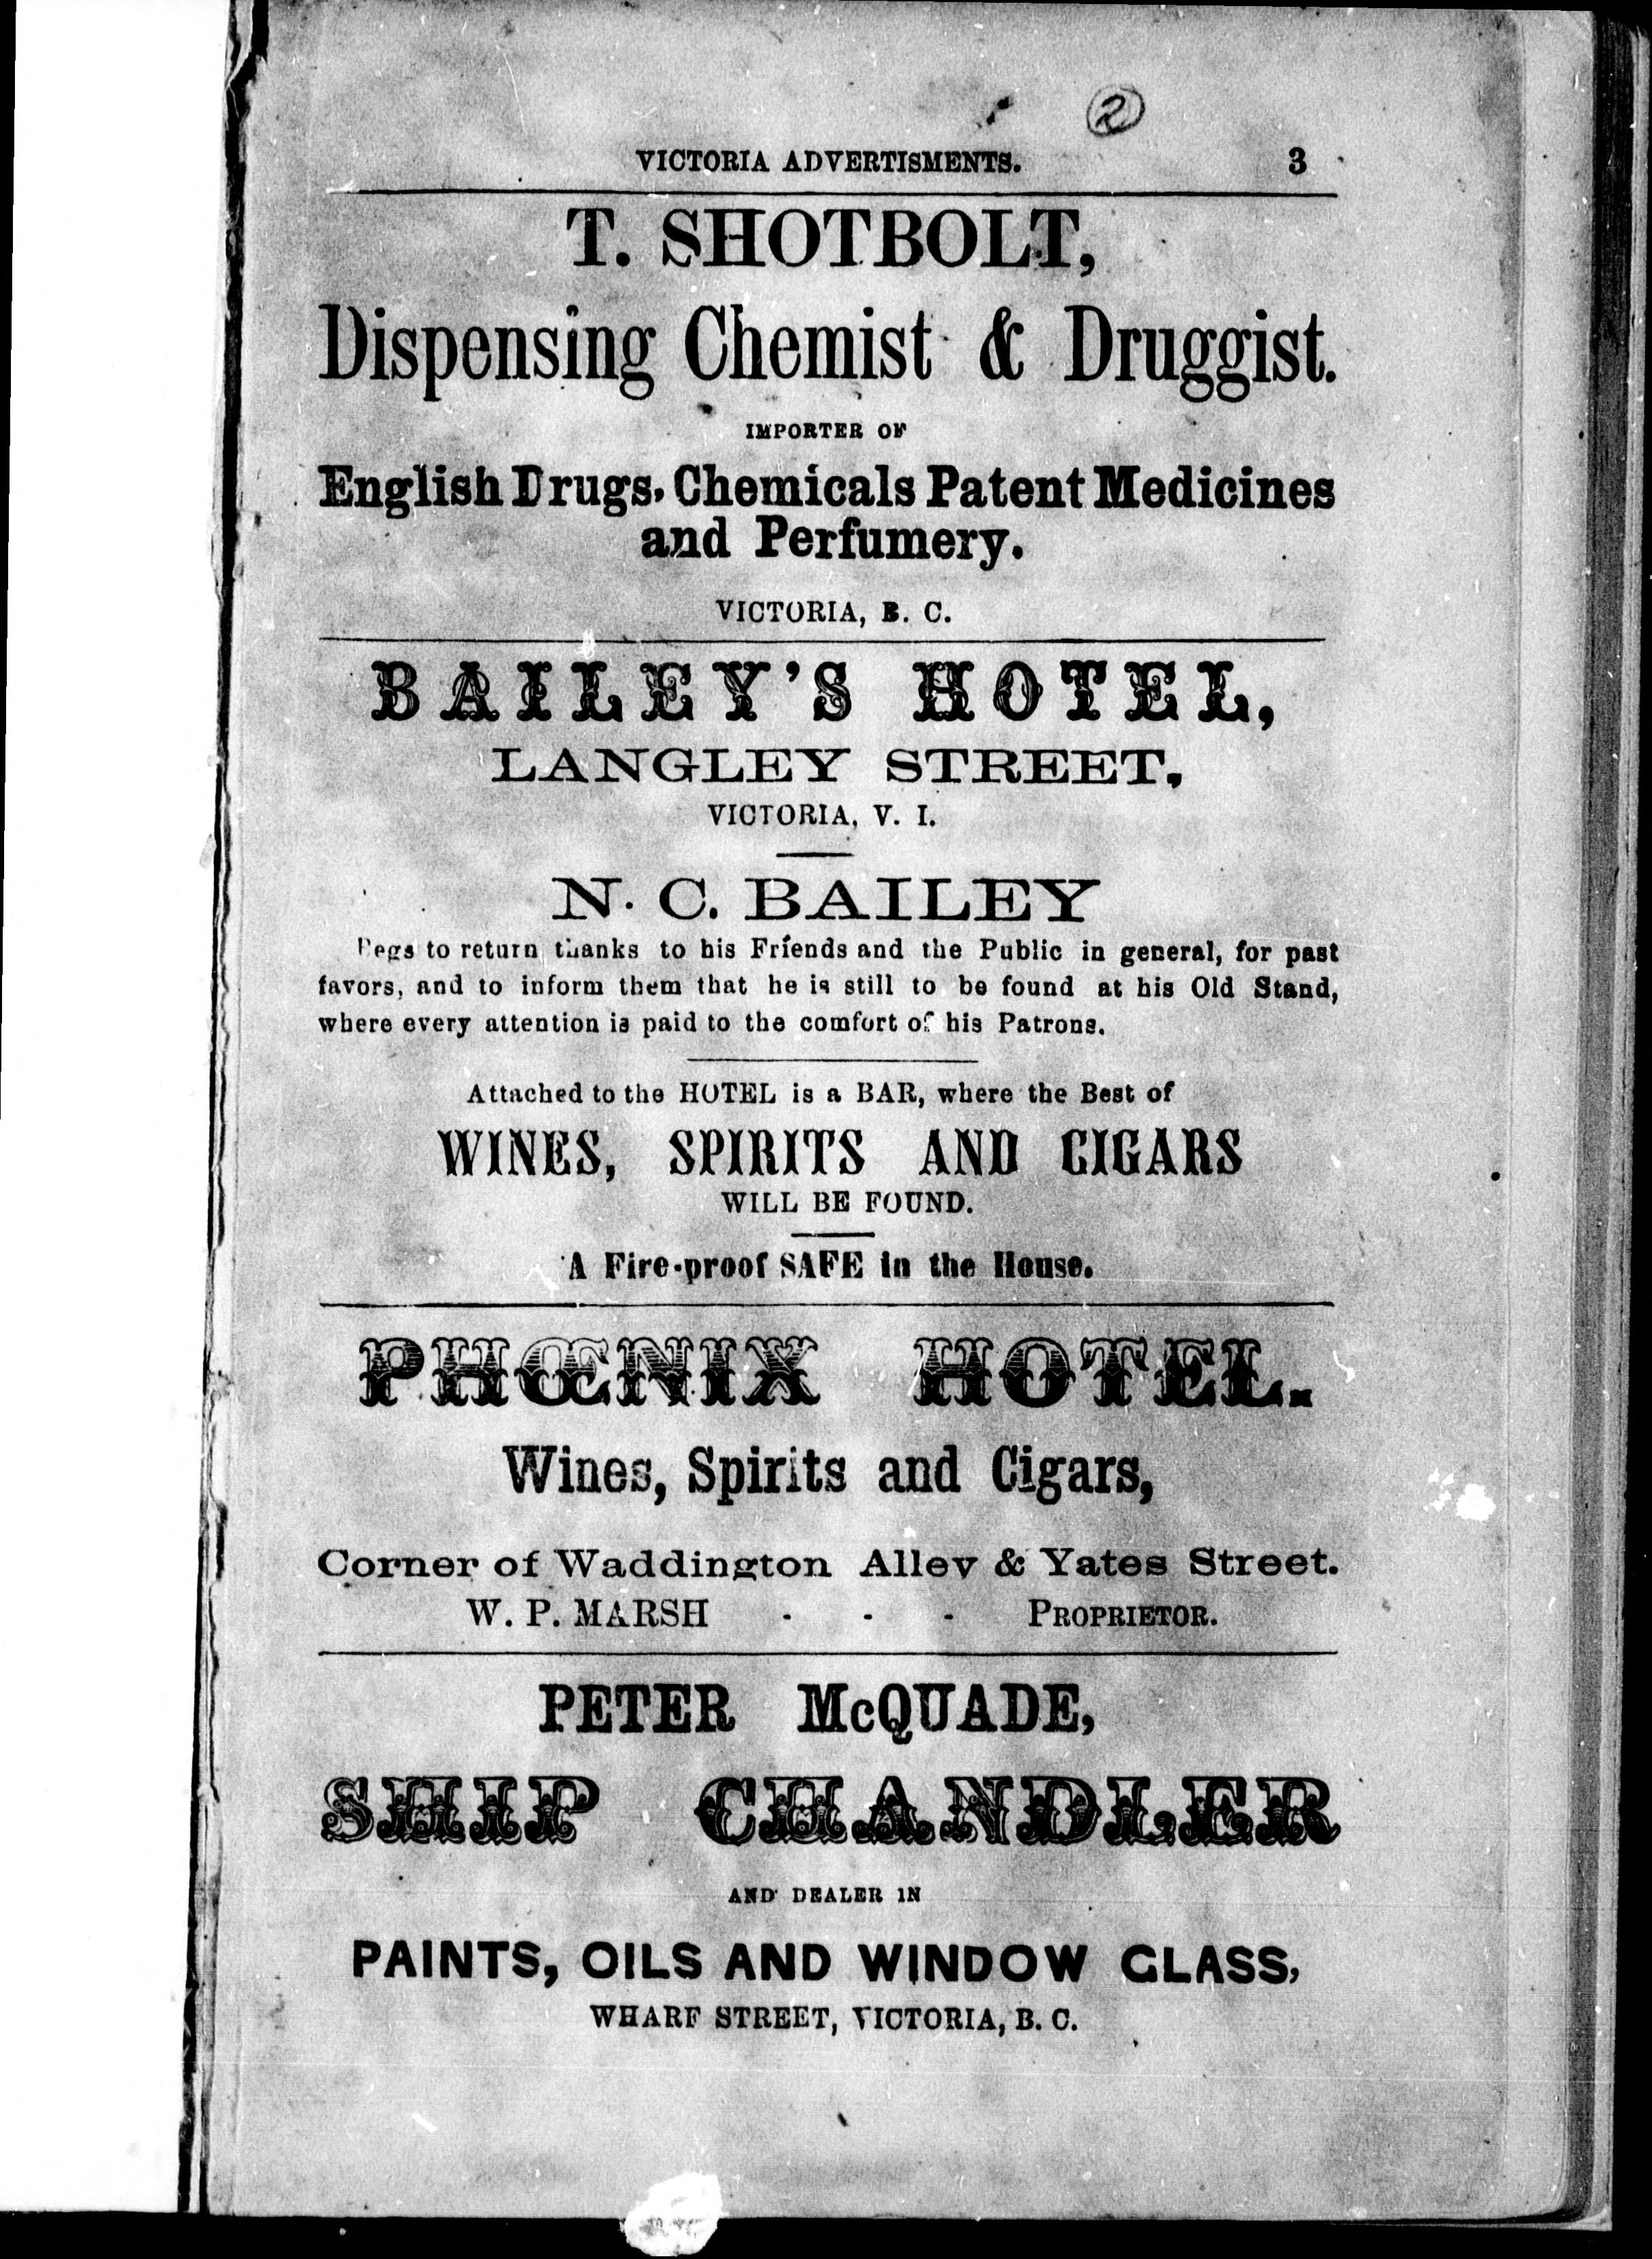 2
VICTORIA ADVERTISMENTS. 3
T. SHOTBOLT,
Dispensing Chemist & Druggist.
IMPORTER OF
English Drugs, Chemicals Patent Medicines
and Perfumery.
VICTORIA, B. C.
BAILEY'S HOTEL,
LANGLEY STREET,
VICTORIA, V. I.
N. C. BAILEY
Begs to return thanks to his Friends and the Public in general, for past
favors, and to inform them that he is still to be found at his Old Stand,
where every attention is paid to the comfort of his Patrons.
Attached to the HOTEL is a BAR, where the Best of
WINES, SPIRITS AND CIGARS
WILL BE FOUND.
A Fire-proof SAFE in the House.
PHŒNIX HOTEL.
Wines, Spirits and Cigars,
Corner of Waddington Alley & Yates Street.
W. P. MARSH - - - PROPRIETOR.
PETER McQUADE,
SHIP CHANDLER
AND DEALER IN
PAINTS, OILS AND WINDOW GLASS,
WHARF STREET, VICTORIA, B. C.